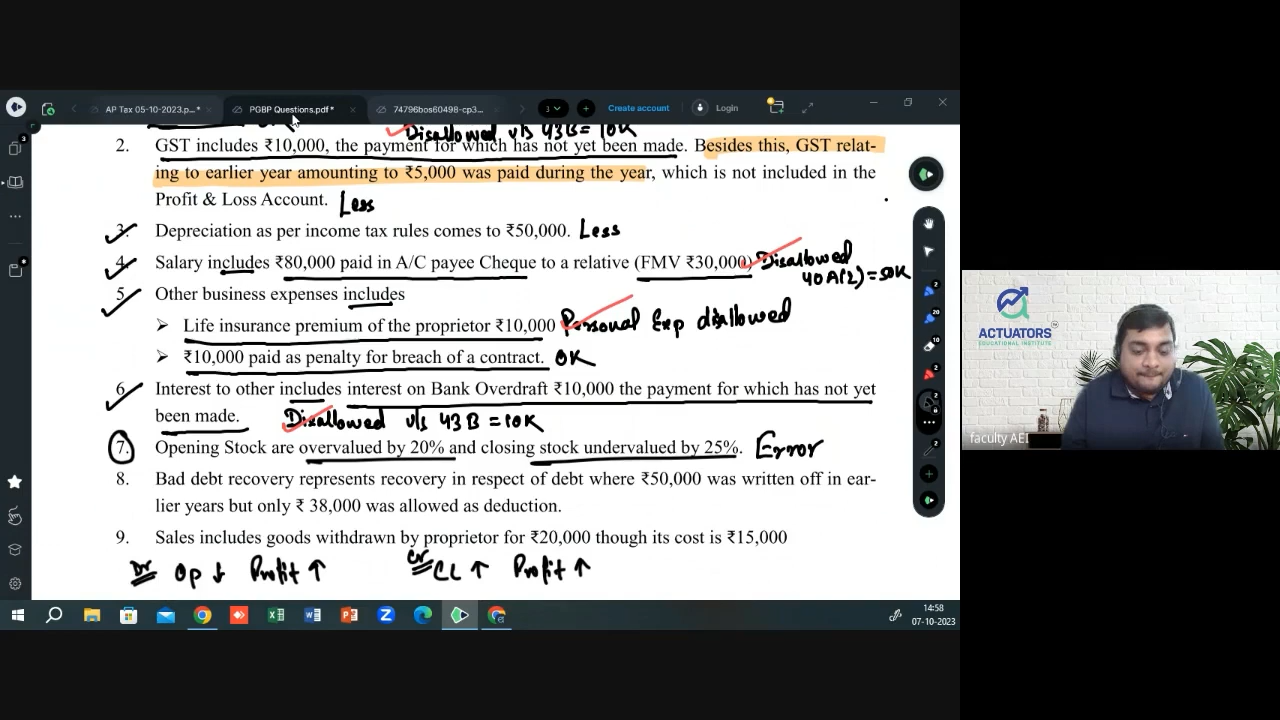 AP Tax 05-10-2023.p... *
PGBP Questions.pdf *
74796bos60498-cp3...
3
Create account
Login
Disallowed u/s 43B = 10K
2. GST includes ₹10,000, the payment for which has not yet been made. Besides this, GST relat-
ing to earlier year amounting to ₹5,000 was paid during the year, which is not included in the
Profit & Loss Account. Less
3. Depreciation as per income tax rules comes to ₹50,000. Less
4. Salary includes ₹80,000 paid in A/C payee Cheque to a relative (FMV ₹30,000) Disallowed
40A(2) = 50K
5. Other business expenses includes
➢ Life insurance premium of the proprietor ₹10,000 Personal Exp disallowed
➢ ₹10,000 paid as penalty for breach of a contract. OK
6. Interest to other includes interest on Bank Overdraft ₹10,000 the payment for which has not yet
been made. Disallowed u/s 43B = 10K
7. Opening Stock are overvalued by 20% and closing stock undervalued by 25%. Error
8. Bad debt recovery represents recovery in respect of debt where ₹50,000 was written off in ear-
lier years but only ₹ 38,000 was allowed as deduction.
9. Sales includes goods withdrawn by proprietor for ₹20,000 though its cost is ₹15,000
Dr Op ↓ Profit ↑ Cr CL ↑ Profit ↑
14:58
07-10-2023
ACTUATORS
EDUCATIONAL INSTITUTE
faculty AEI